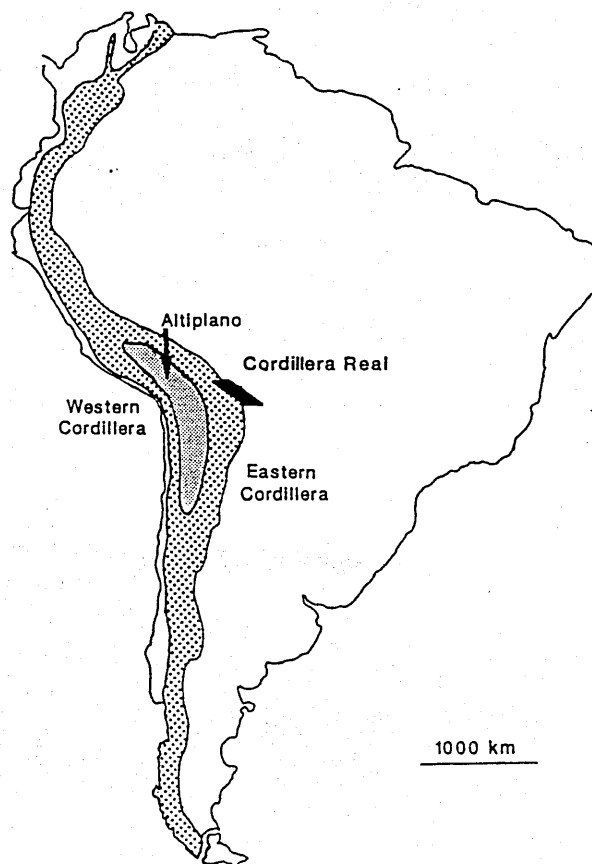 Altiplano
Cordillera Real
Western
Cordillera
Eastern
Cordillera
1000 km